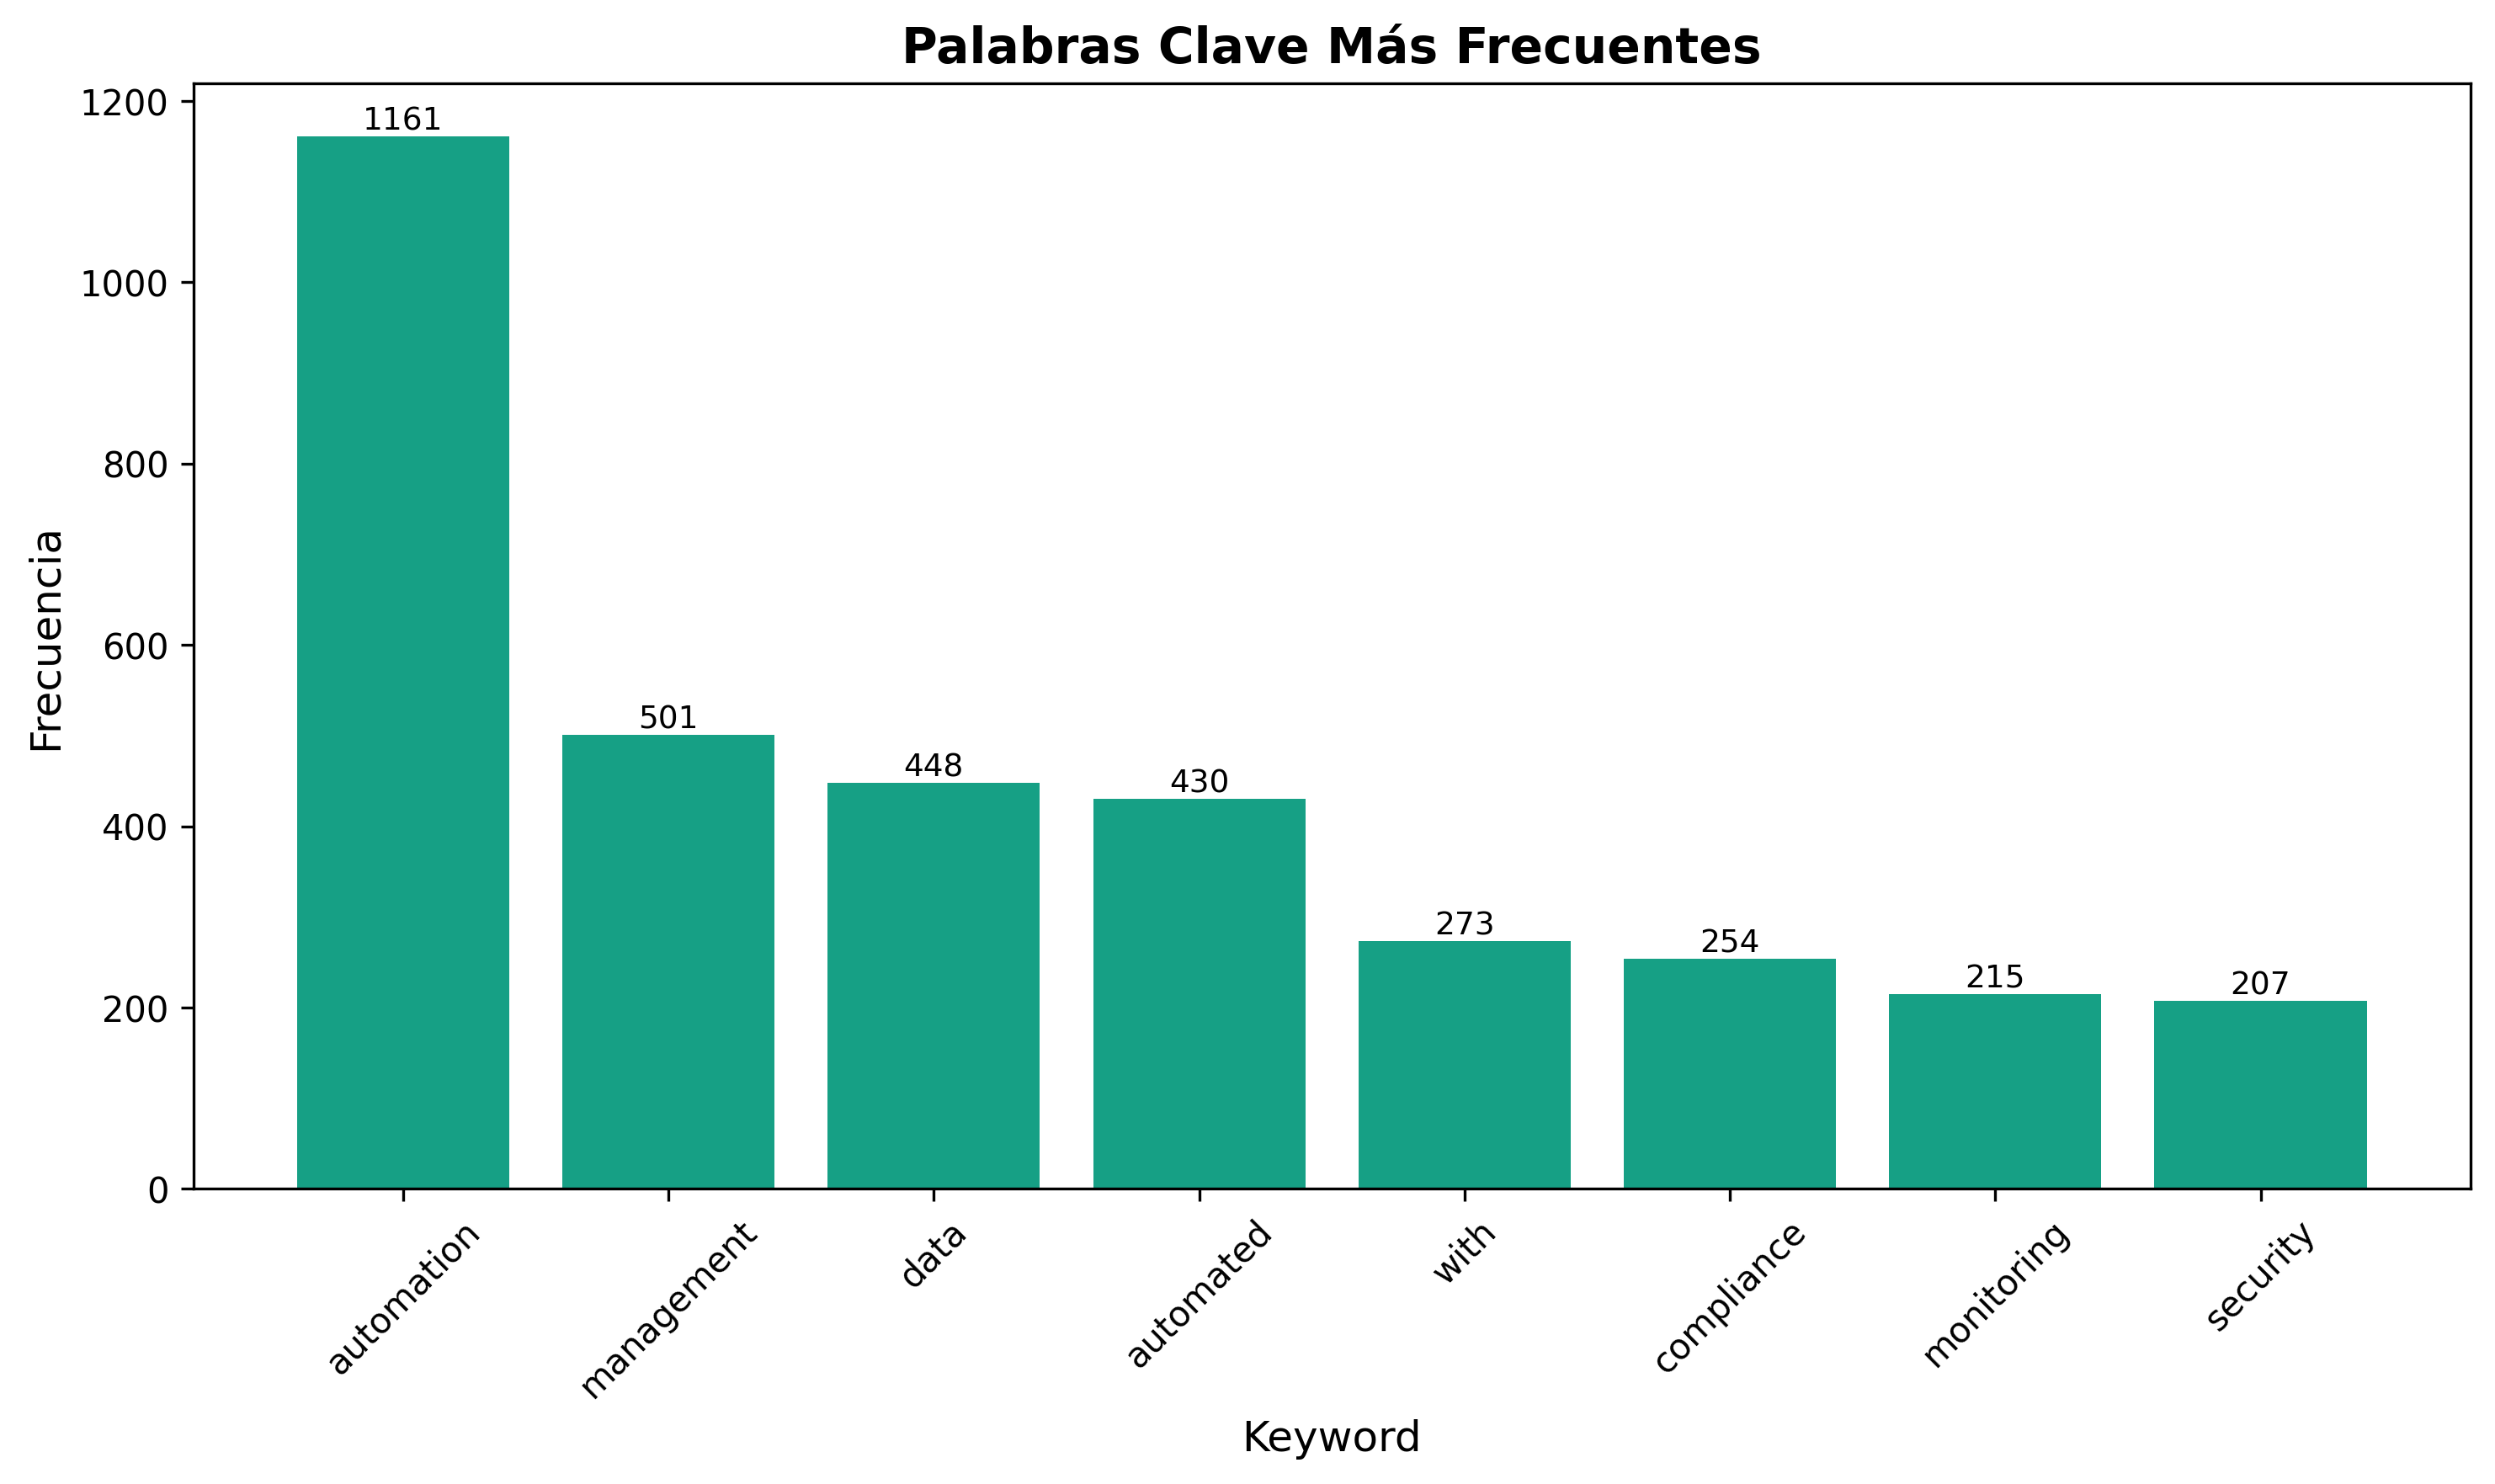 Palabras Clave Más Frecuentes
Frecuencia
1200
1000
800
600
400
200
0
1161
501
448
430
273
254
215
207
automation
management
data
automated
with
compliance
monitoring
security
Keyword